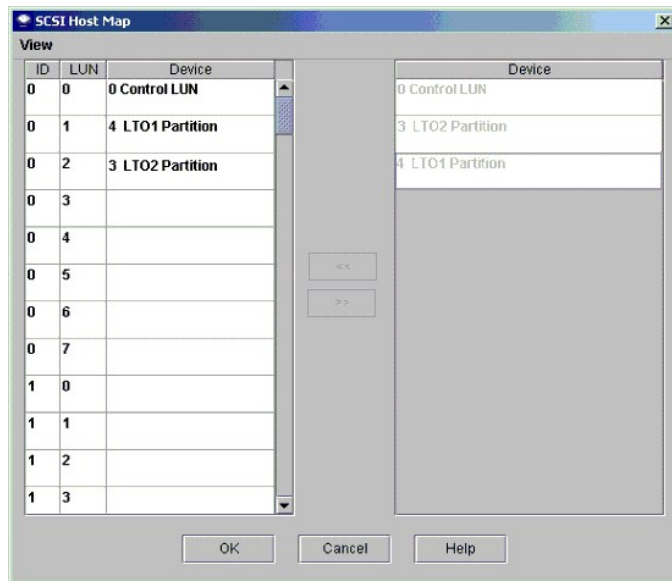 SCSI Host Map
View
ID LUN Device
0 0 0 Control LUN
0 1 4 LTO1 Partition
0 2 3 LTO2 Partition
0 3
0 4
0 5
0 6
0 7
1 0
1 1
1 2
1 3
<<
>>
Device
0 Control LUN
3 LTO2 Partition
4 LTO1 Partition
OK Cancel Help